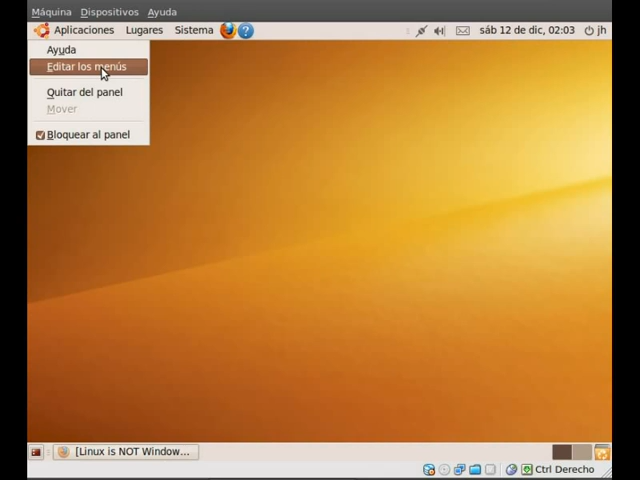 Máquina Dispositivos Ayuda
Aplicaciones Lugares Sistema sáb 12 de dic, 02:03 jh
Ayuda
Editar los menús
Quitar del panel
Mover
Bloquear al panel
[Linux is NOT Window...
Ctrl Derecho